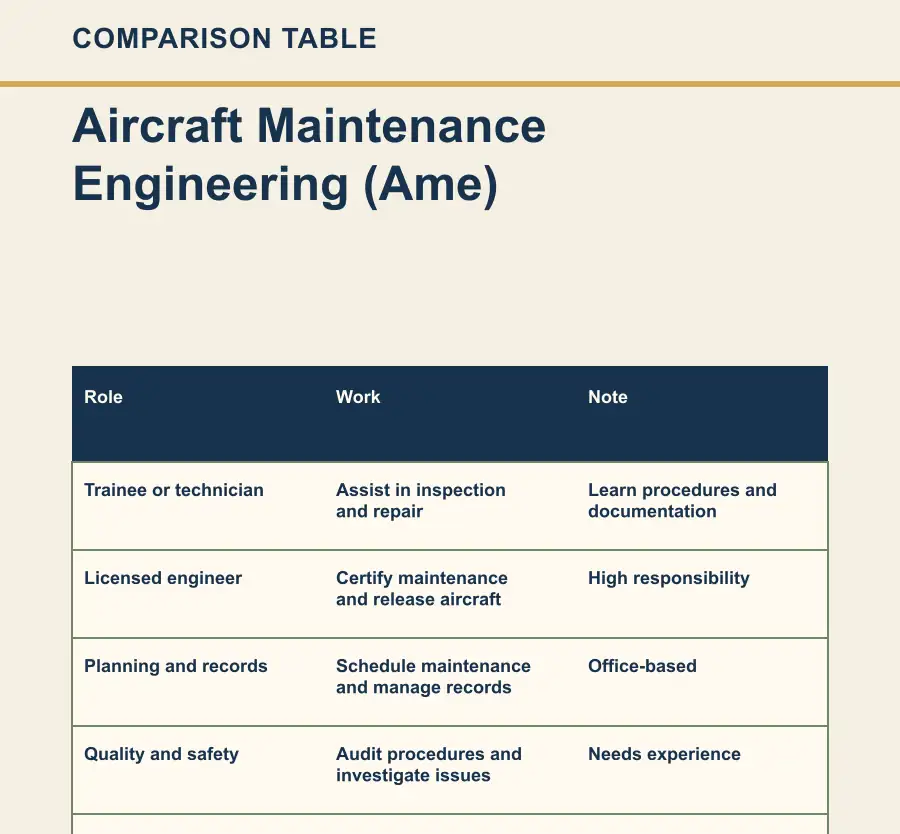 COMPARISON TABLE
Aircraft Maintenance
Engineering (Ame)
Role Work Note
Trainee or technician Assist in inspection Learn procedures and
and repair documentation
Licensed engineer Certify maintenance High responsibility
and release aircraft
Planning and records Schedule maintenance Office-based
and manage records
Quality and safety Audit procedures and Needs experience
investigate issues